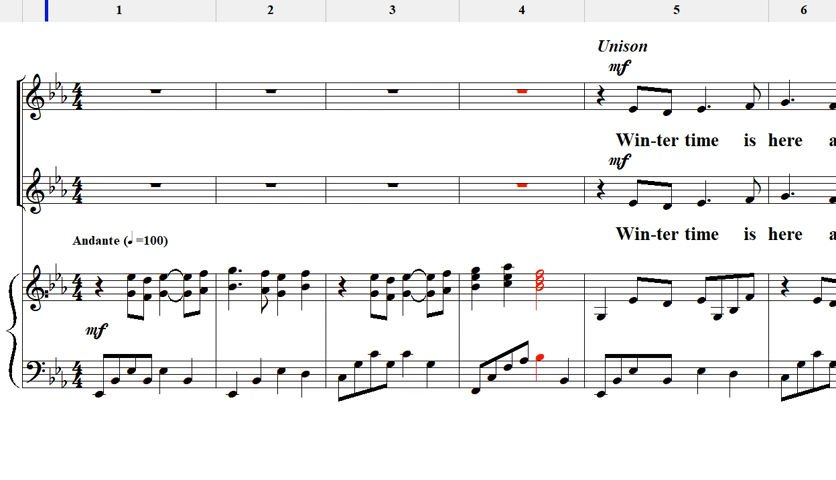 1 2 3 4 5 6
Unison
mf
Win-ter time is here a
mf
Win-ter time is here a
Andante (♩=100)
mf